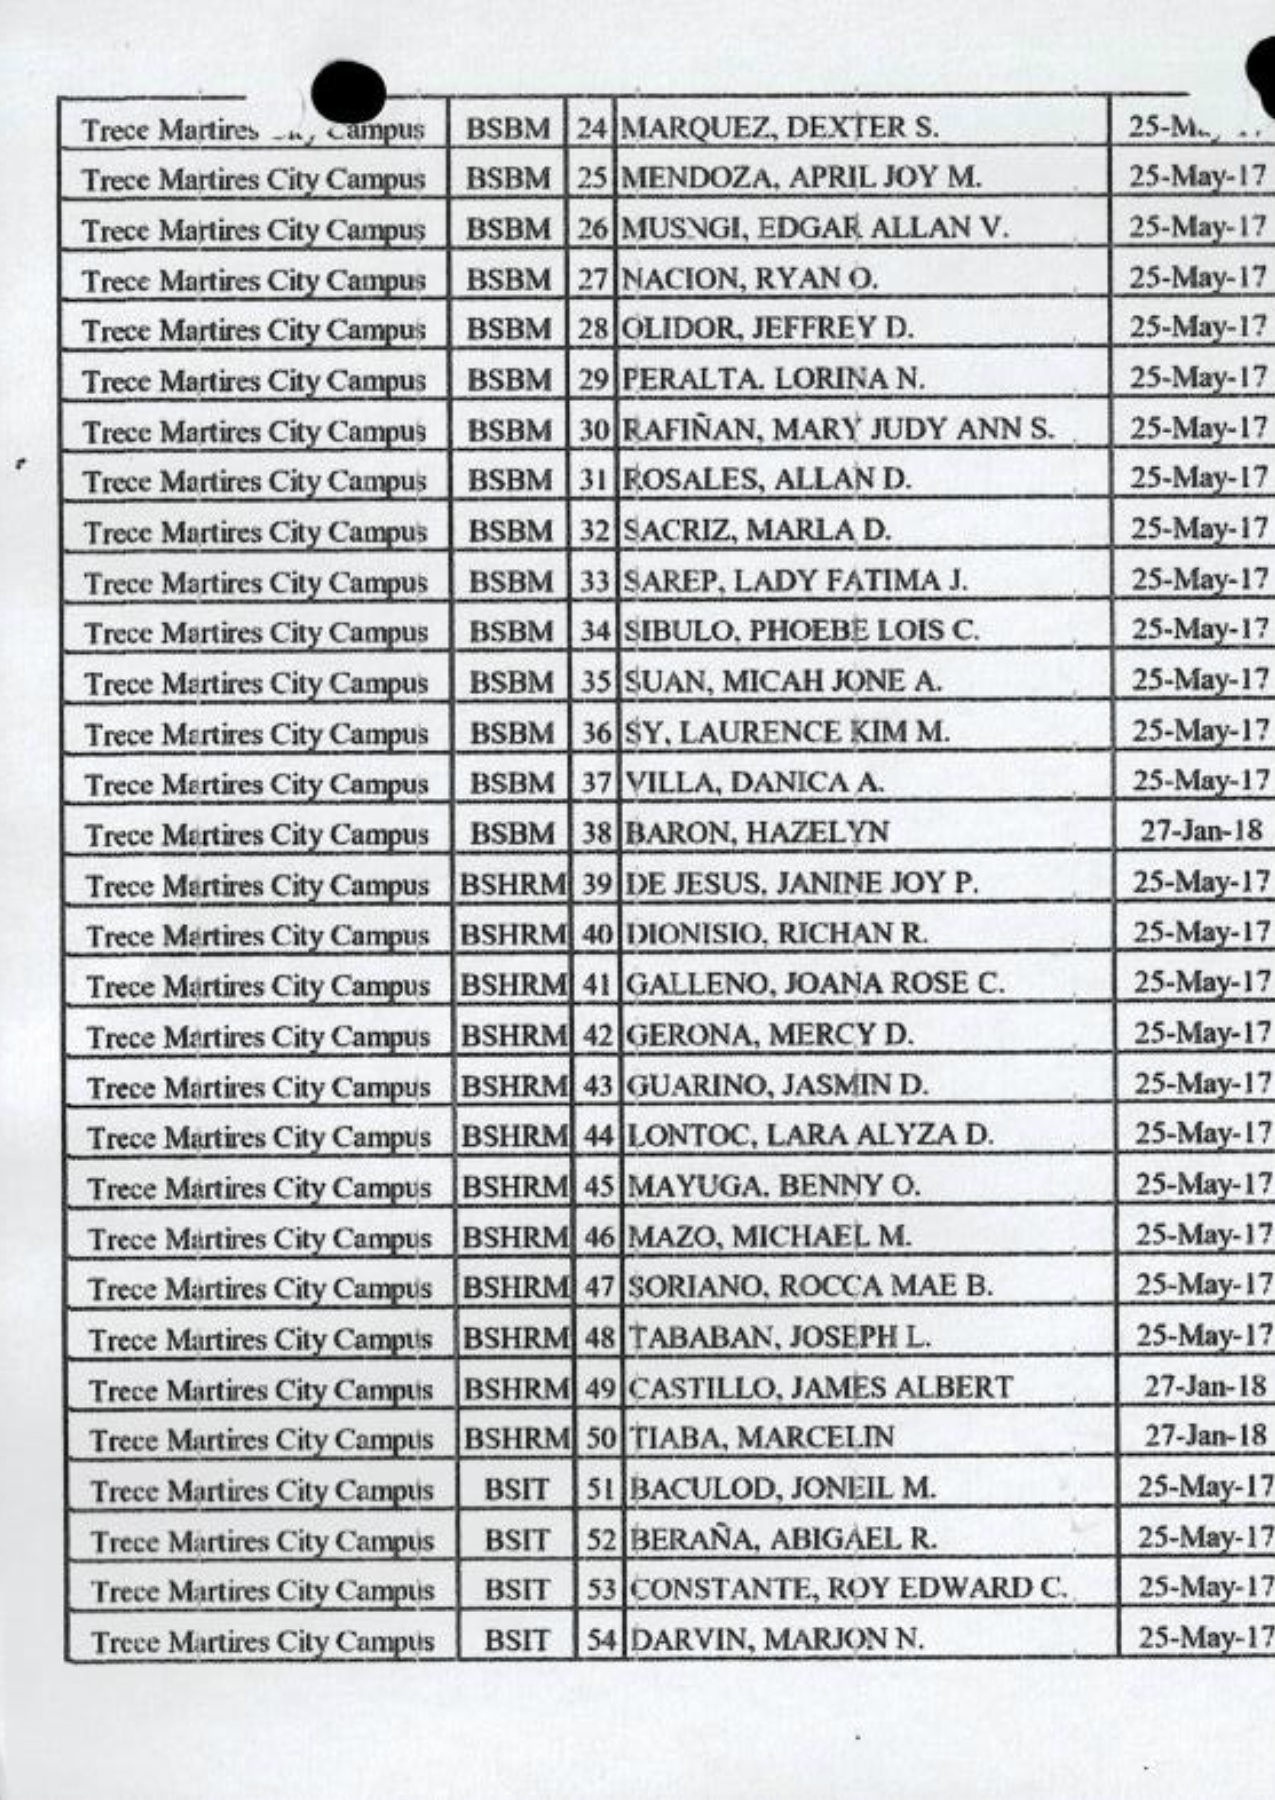 Trece Martires Campus BSBM 24 MARQUEZ, DEXTER S.
Trece Martires City Campus BSBM 25 MENDOZA, APRIL JOY M. 25-May-17
Trece Martires City Campus BSBM 26 MUSNGI, EDGAR ALLAN V. 25-May-17
Trece Martires City Campus BSBM 27 NACION, RYAN O. 25-May-17
Trece Martires City Campus BSBM 28 OLIDOR, JEFFREY D. 25-May-17
Trece Martires City Campus BSBM 29 PERALTA. LORINA N. 25-May-17
Trece Martires City Campus BSBM 30 RAFIÑAN, MARY JUDY ANN S. 25-May-17
Trece Martires City Campus BSBM 31 ROSALES, ALLAN D. 25-May-17
Trece Martires City Campus BSBM 32 SACRIZ, MARLA D. 25-May-17
Trece Martires City Campus BSBM 33 SAREP, LADY FATIMA J. 25-May-17
Trece Martires City Campus BSBM 34 SIBULO, PHOEBE LOIS C. 25-May-17
Trece Martires City Campus BSBM 35 SUAN, MICAH JONE A. 25-May-17
Trece Martires City Campus BSBM 36 SY, LAURENCE KIM M. 25-May-17
Trece Martires City Campus BSBM 37 VILLA, DANICA A. 25-May-17
Trece Martires City Campus BSBM 38 BARON, HAZELYN 27-Jan-18
Trece Martires City Campus BSHRM 39 DE JESUS, JANINE JOY P. 25-May-17
Trece Martires City Campus BSHRM 40 DIONISIO, RICHAN R. 25-May-17
Trece Martires City Campus BSHRM 41 GALLENO, JOANA ROSE C. 25-May-17
Trece Martires City Campus BSHRM 42 GERONA, MERCY D. 25-May-17
Trece Martires City Campus BSHRM 43 GUARINO, JASMIN D. 25-May-17
Trece Martires City Campus BSHRM 44 LONTOC, LARA ALYZA D. 25-May-17
Trece Martires City Campus BSHRM 45 MAYUGA. BENNY O. 25-May-17
Trece Martires City Campus BSHRM 46 MAZO, MICHAEL M. 25-May-17
Trece Martires City Campus BSHRM 47 SORIANO, ROCCA MAE B. 25-May-17
Trece Martires City Campus BSHRM 48 TABABAN, JOSEPH L. 25-May-17
Trece Martires City Campus BSHRM 49 CASTILLO, JAMES ALBERT 27-Jan-18
Trece Martires City Campus BSHRM 50 TIABA, MARCELIN 27-Jan-18
Trece Martires City Campus BSIT 51 BACULOD, JONEIL M. 25-May-17
Trece Martires City Campus BSIT 52 BERAÑA, ABIGAEL R. 25-May-17
Trece Martires City Campus BSIT 53 CONSTANTE, ROY EDWARD C. 25-May-17
Trece Martires City Campus BSIT 54 DARVIN, MARJON N. 25-May-17